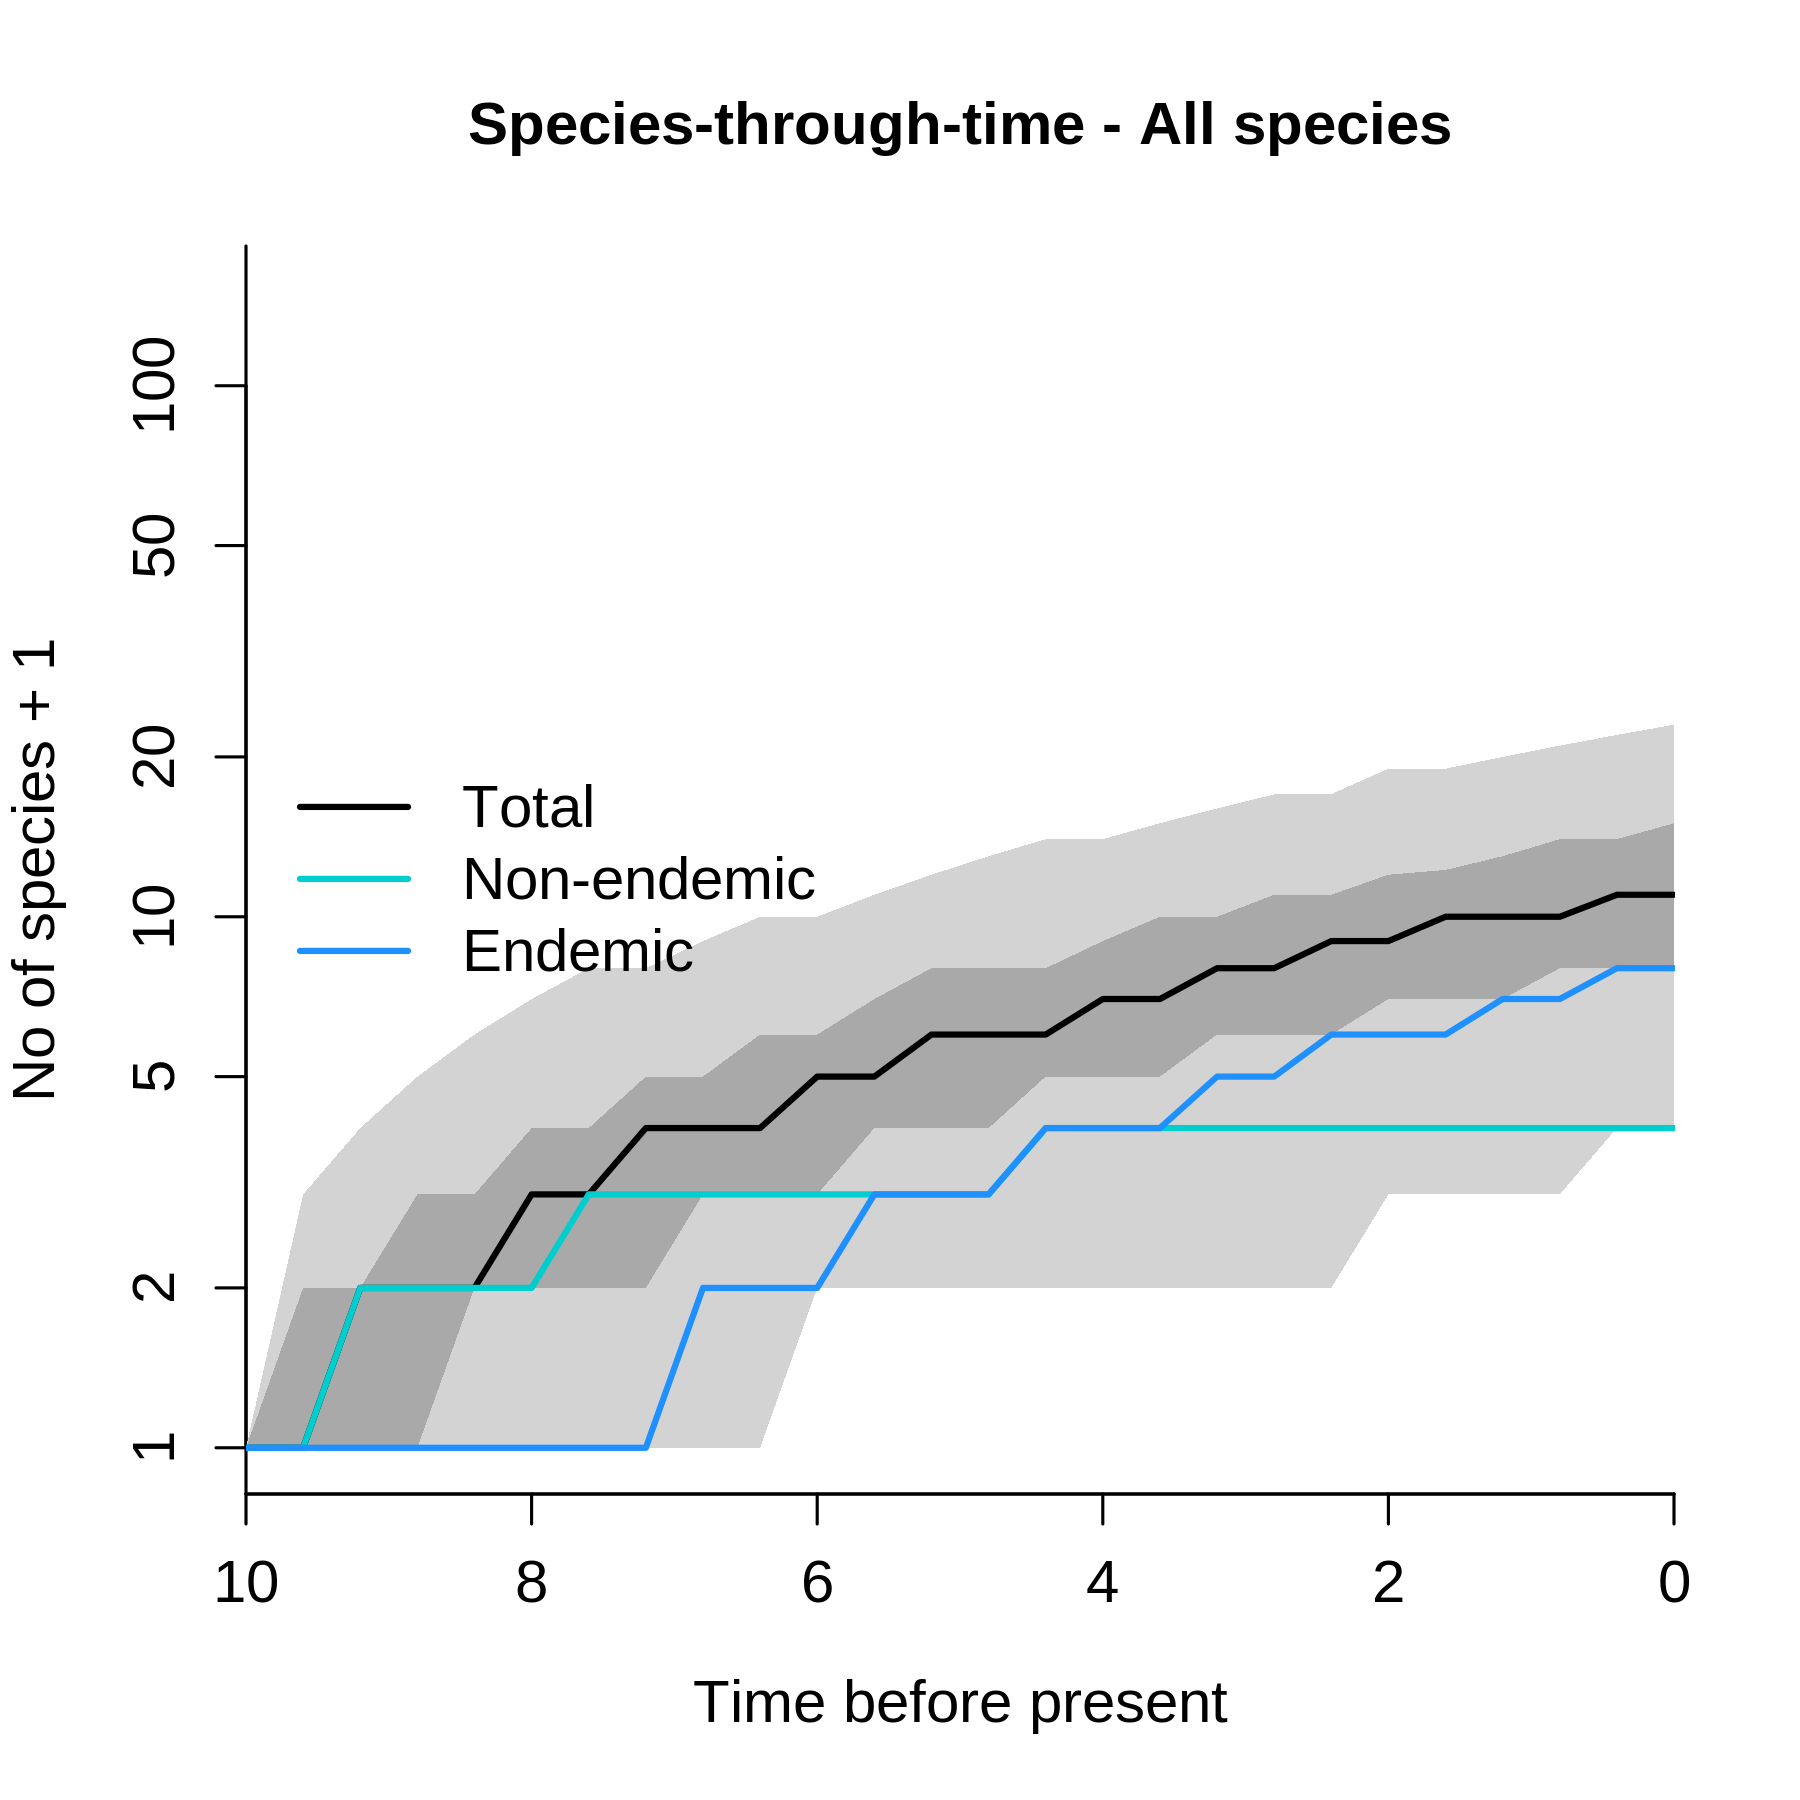 Species-through-time - All species
No of species + 1
100
50
20
10
5
2
1
Total
Non-endemic
Endemic
10 8 6 4 2 0
Time before present